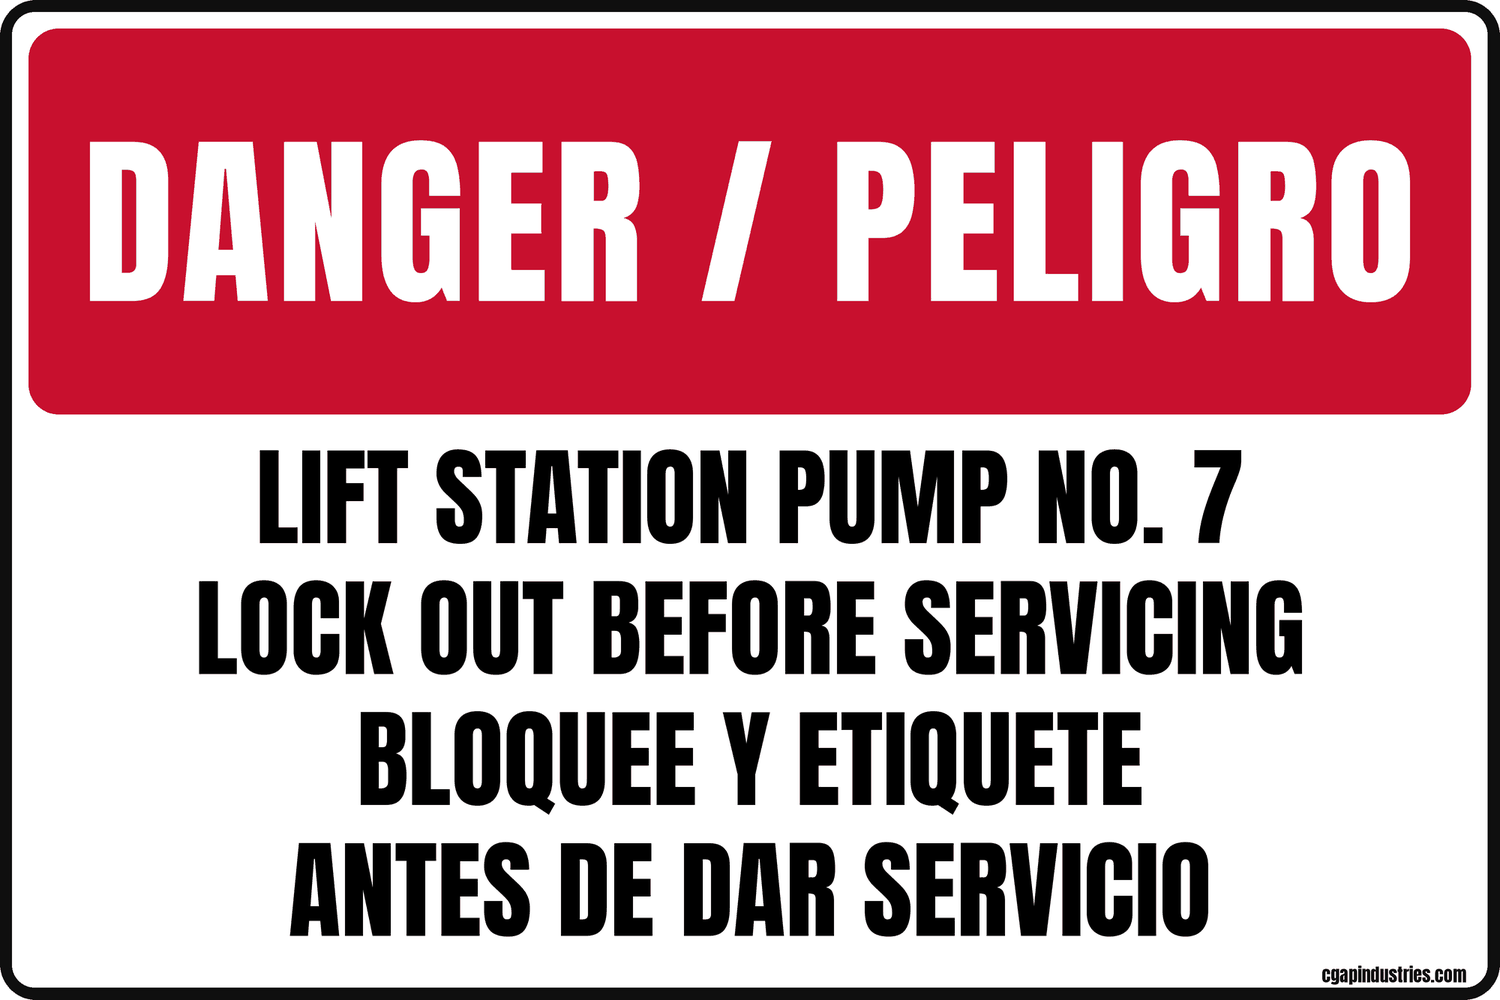 DANGER / PELIGRO
LIFT STATION PUMP NO. 7
LOCK OUT BEFORE SERVICING
BLOQUEE Y ETIQUETE
ANTES DE DAR SERVICIO
cgapindustries.com